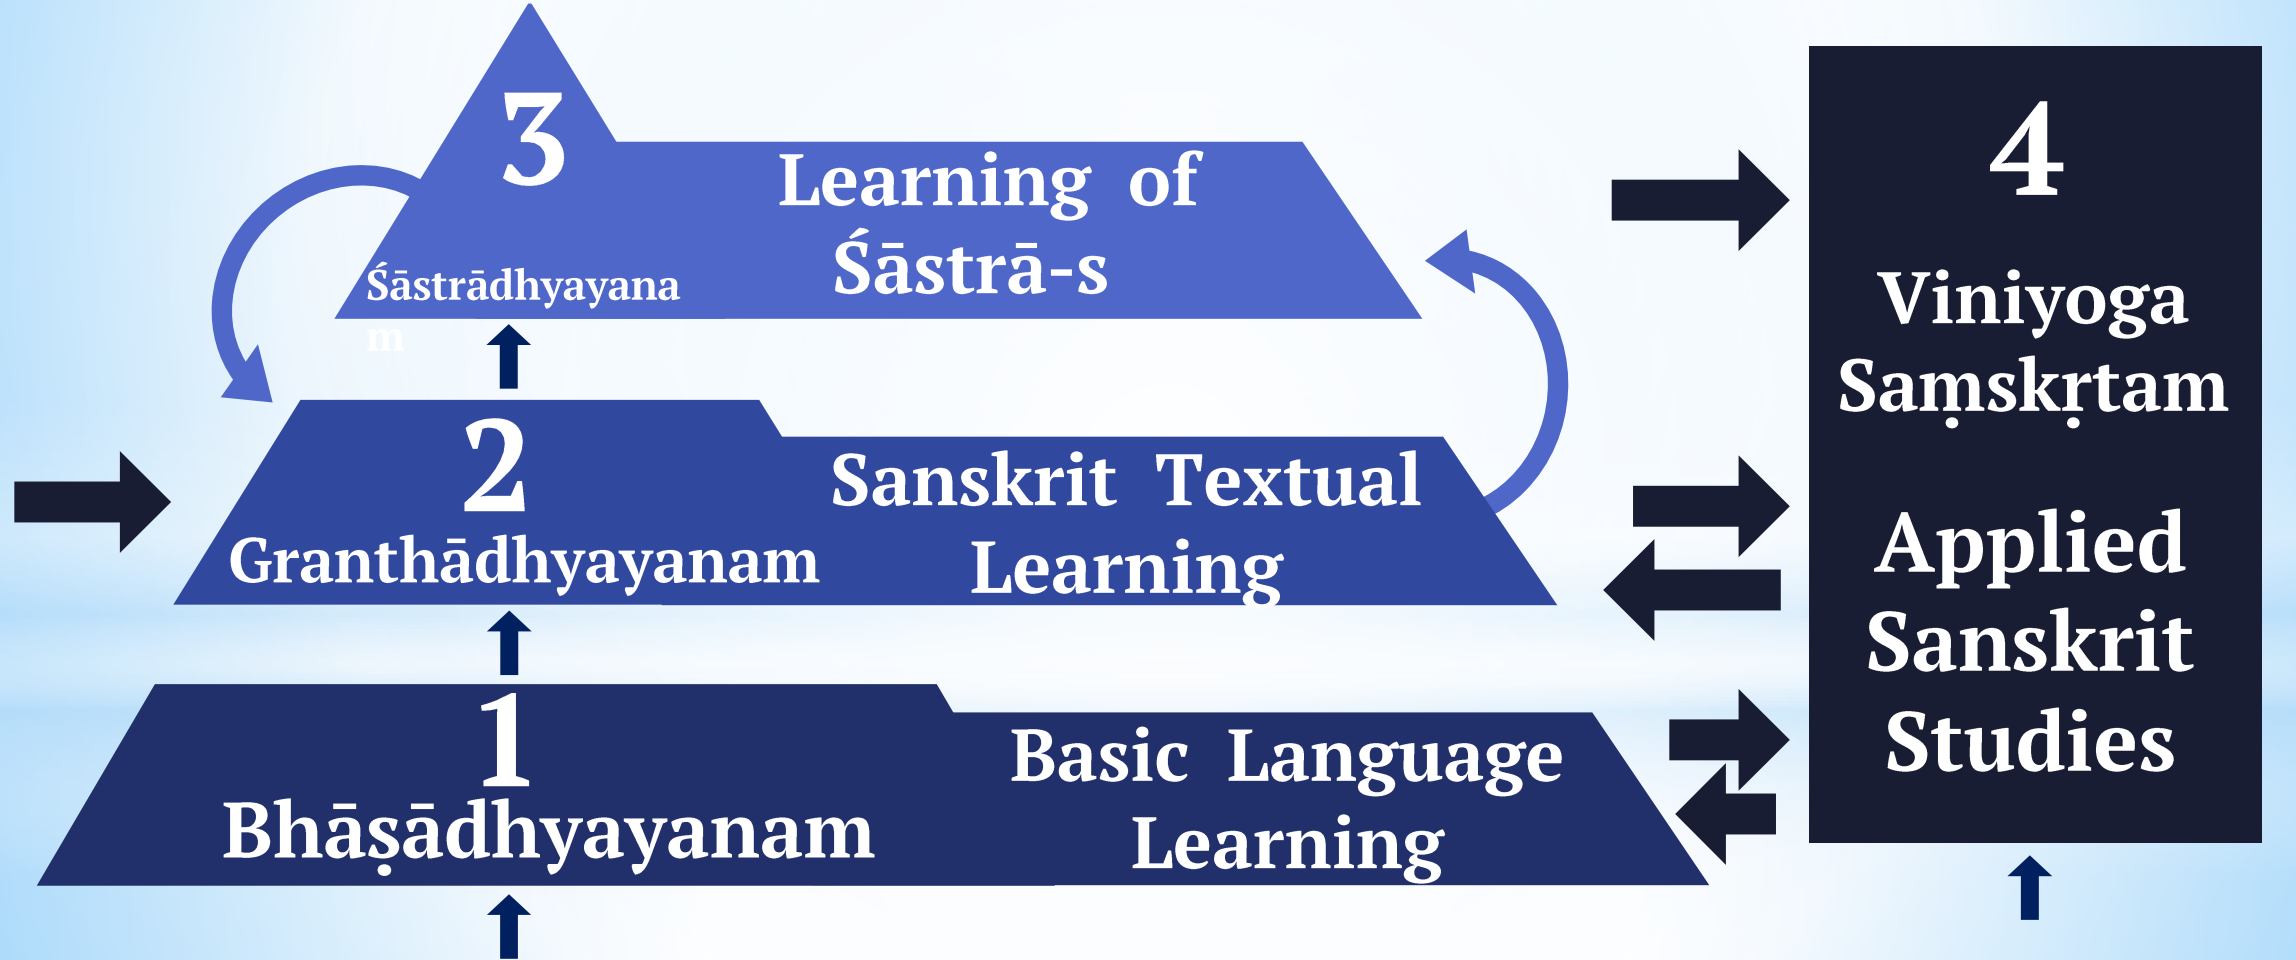 3
Śāstrādhyayana
m
Learning of
Śāstrā-s
2
Granthādhyayanam
Sanskrit Textual
Learning
1
Bhāṣādhyayanam
Basic Language
Learning
4
Viniyoga
Saṃskṛtam
Applied
Sanskrit
Studies